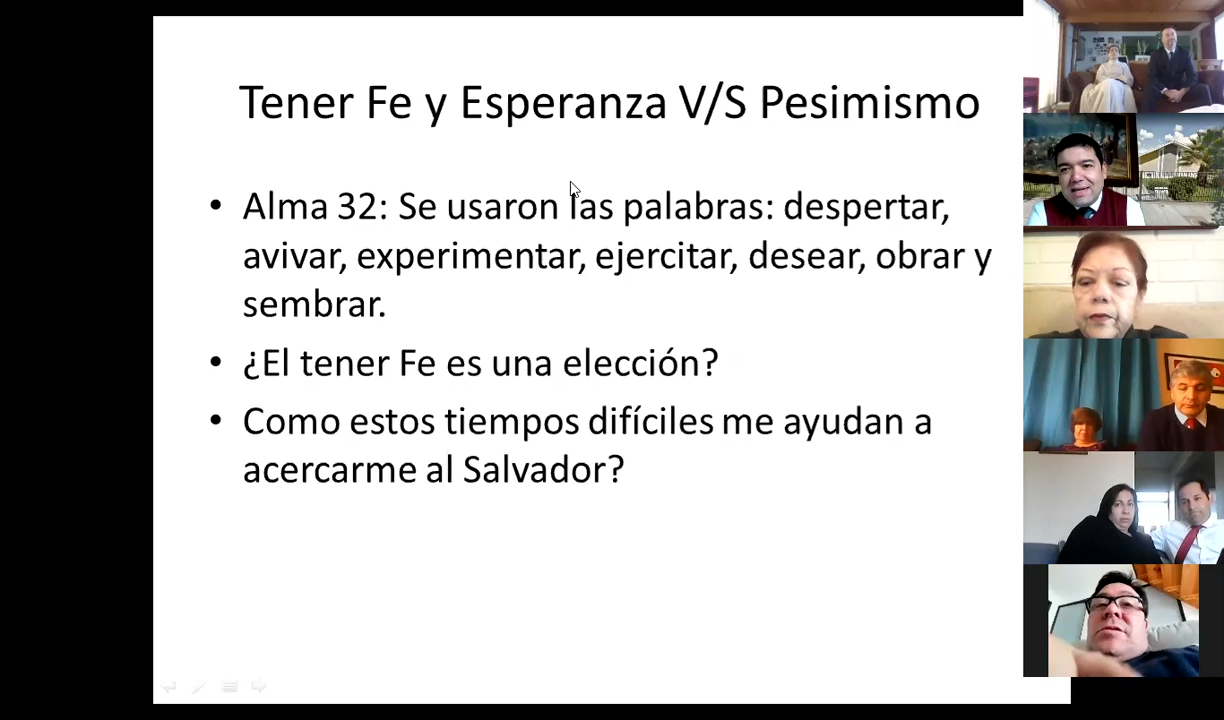 Tener Fe y Esperanza V/S Pesimismo
• Alma 32: Se usaron las palabras: despertar,
avivar, experimentar, ejercitar, desear, obrar y
sembrar.
• ¿El tener Fe es una elección?
• Como estos tiempos difíciles me ayudan a
acercarme al Salvador?